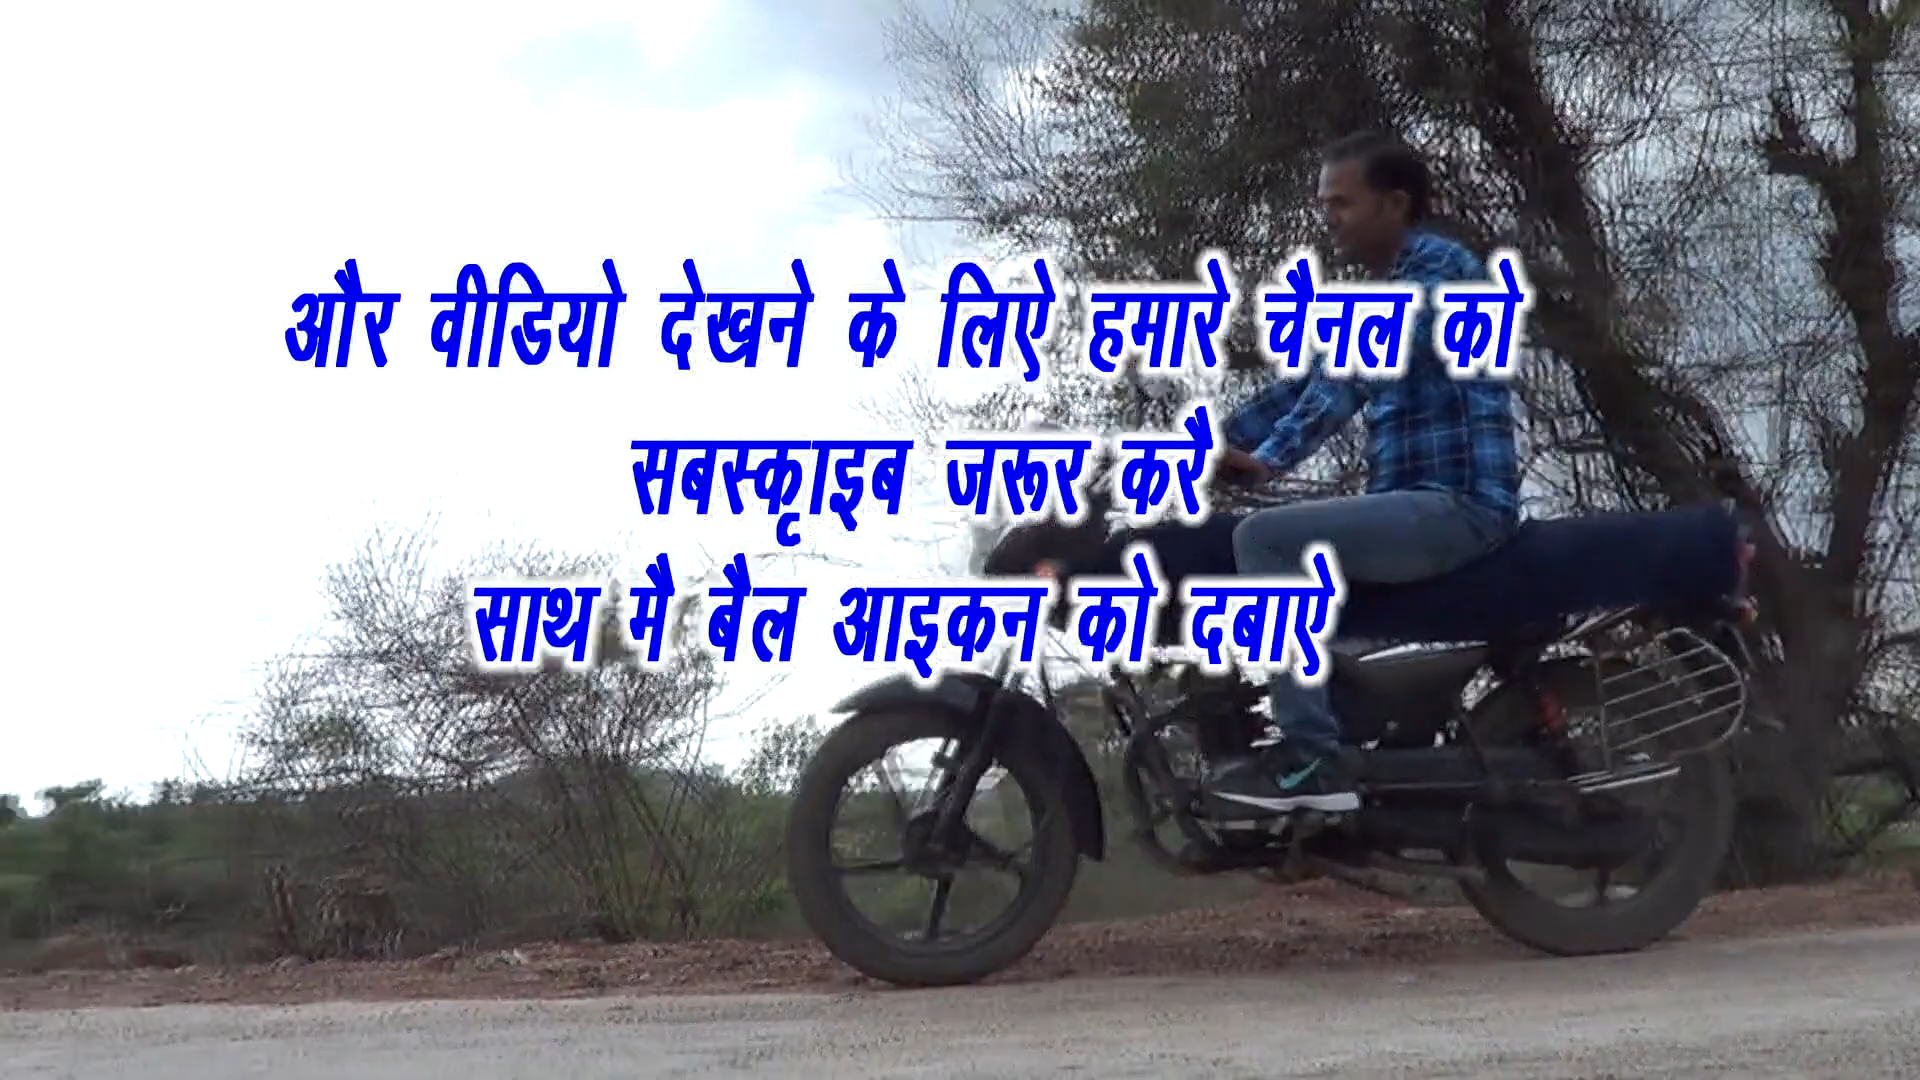 और वीडियो देखने के लिऐ हमारे चैनल को
सबस्कृाइब जरूर करै
साथ मै बैल आइकन को दबाऐ